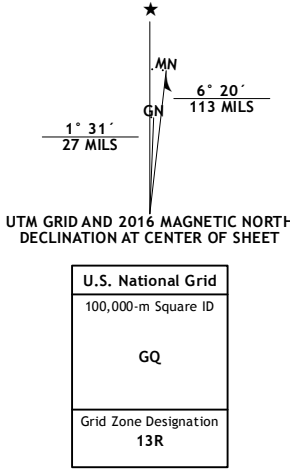 ★
MN
GN
6° 20´
113 MILS
1° 31´
27 MILS
UTM GRID AND 2016 MAGNETIC NORTH
DECLINATION AT CENTER OF SHEET
U.S. National Grid
100,000-m Square ID
GQ
Grid Zone Designation
13R